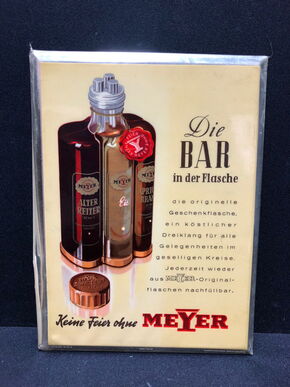 Die
BAR
in der Flasche
die originelle
Geschenkflasche,
ein köstlicher
Dreiklang für alle
Gelegenheiten im
geselligen Kreise.
Jederzeit wieder
aus MEYER-Original-
flaschen nachfüllbar.
MEYER
ALTER
REITER
MEYER
Keine Feier ohne MEYER